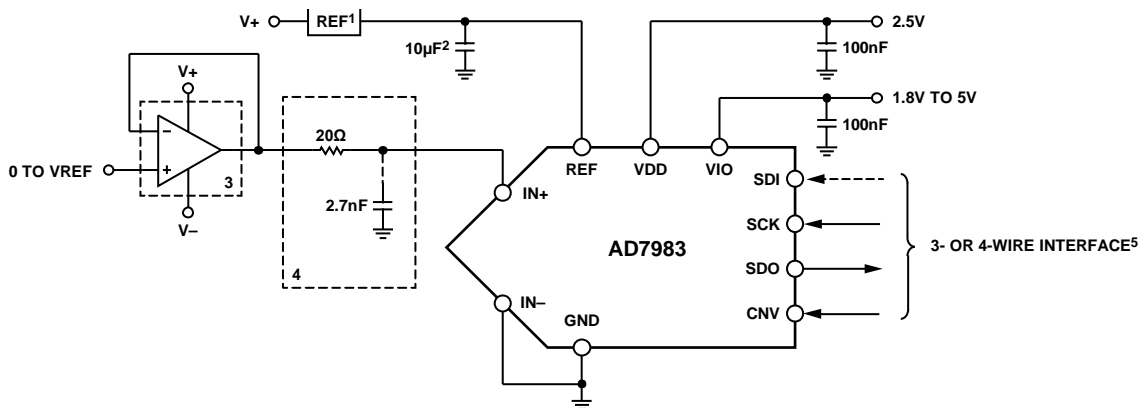 V+
REF1
10µF2
2.5V
100nF
1.8V TO 5V
100nF
V+
−
+
3
V−
0 TO VREF
20Ω
2.7nF
4
REF
VDD
VIO
IN+
IN−
GND
AD7983
SDI
SCK
SDO
CNV
3- OR 4-WIRE INTERFACE5